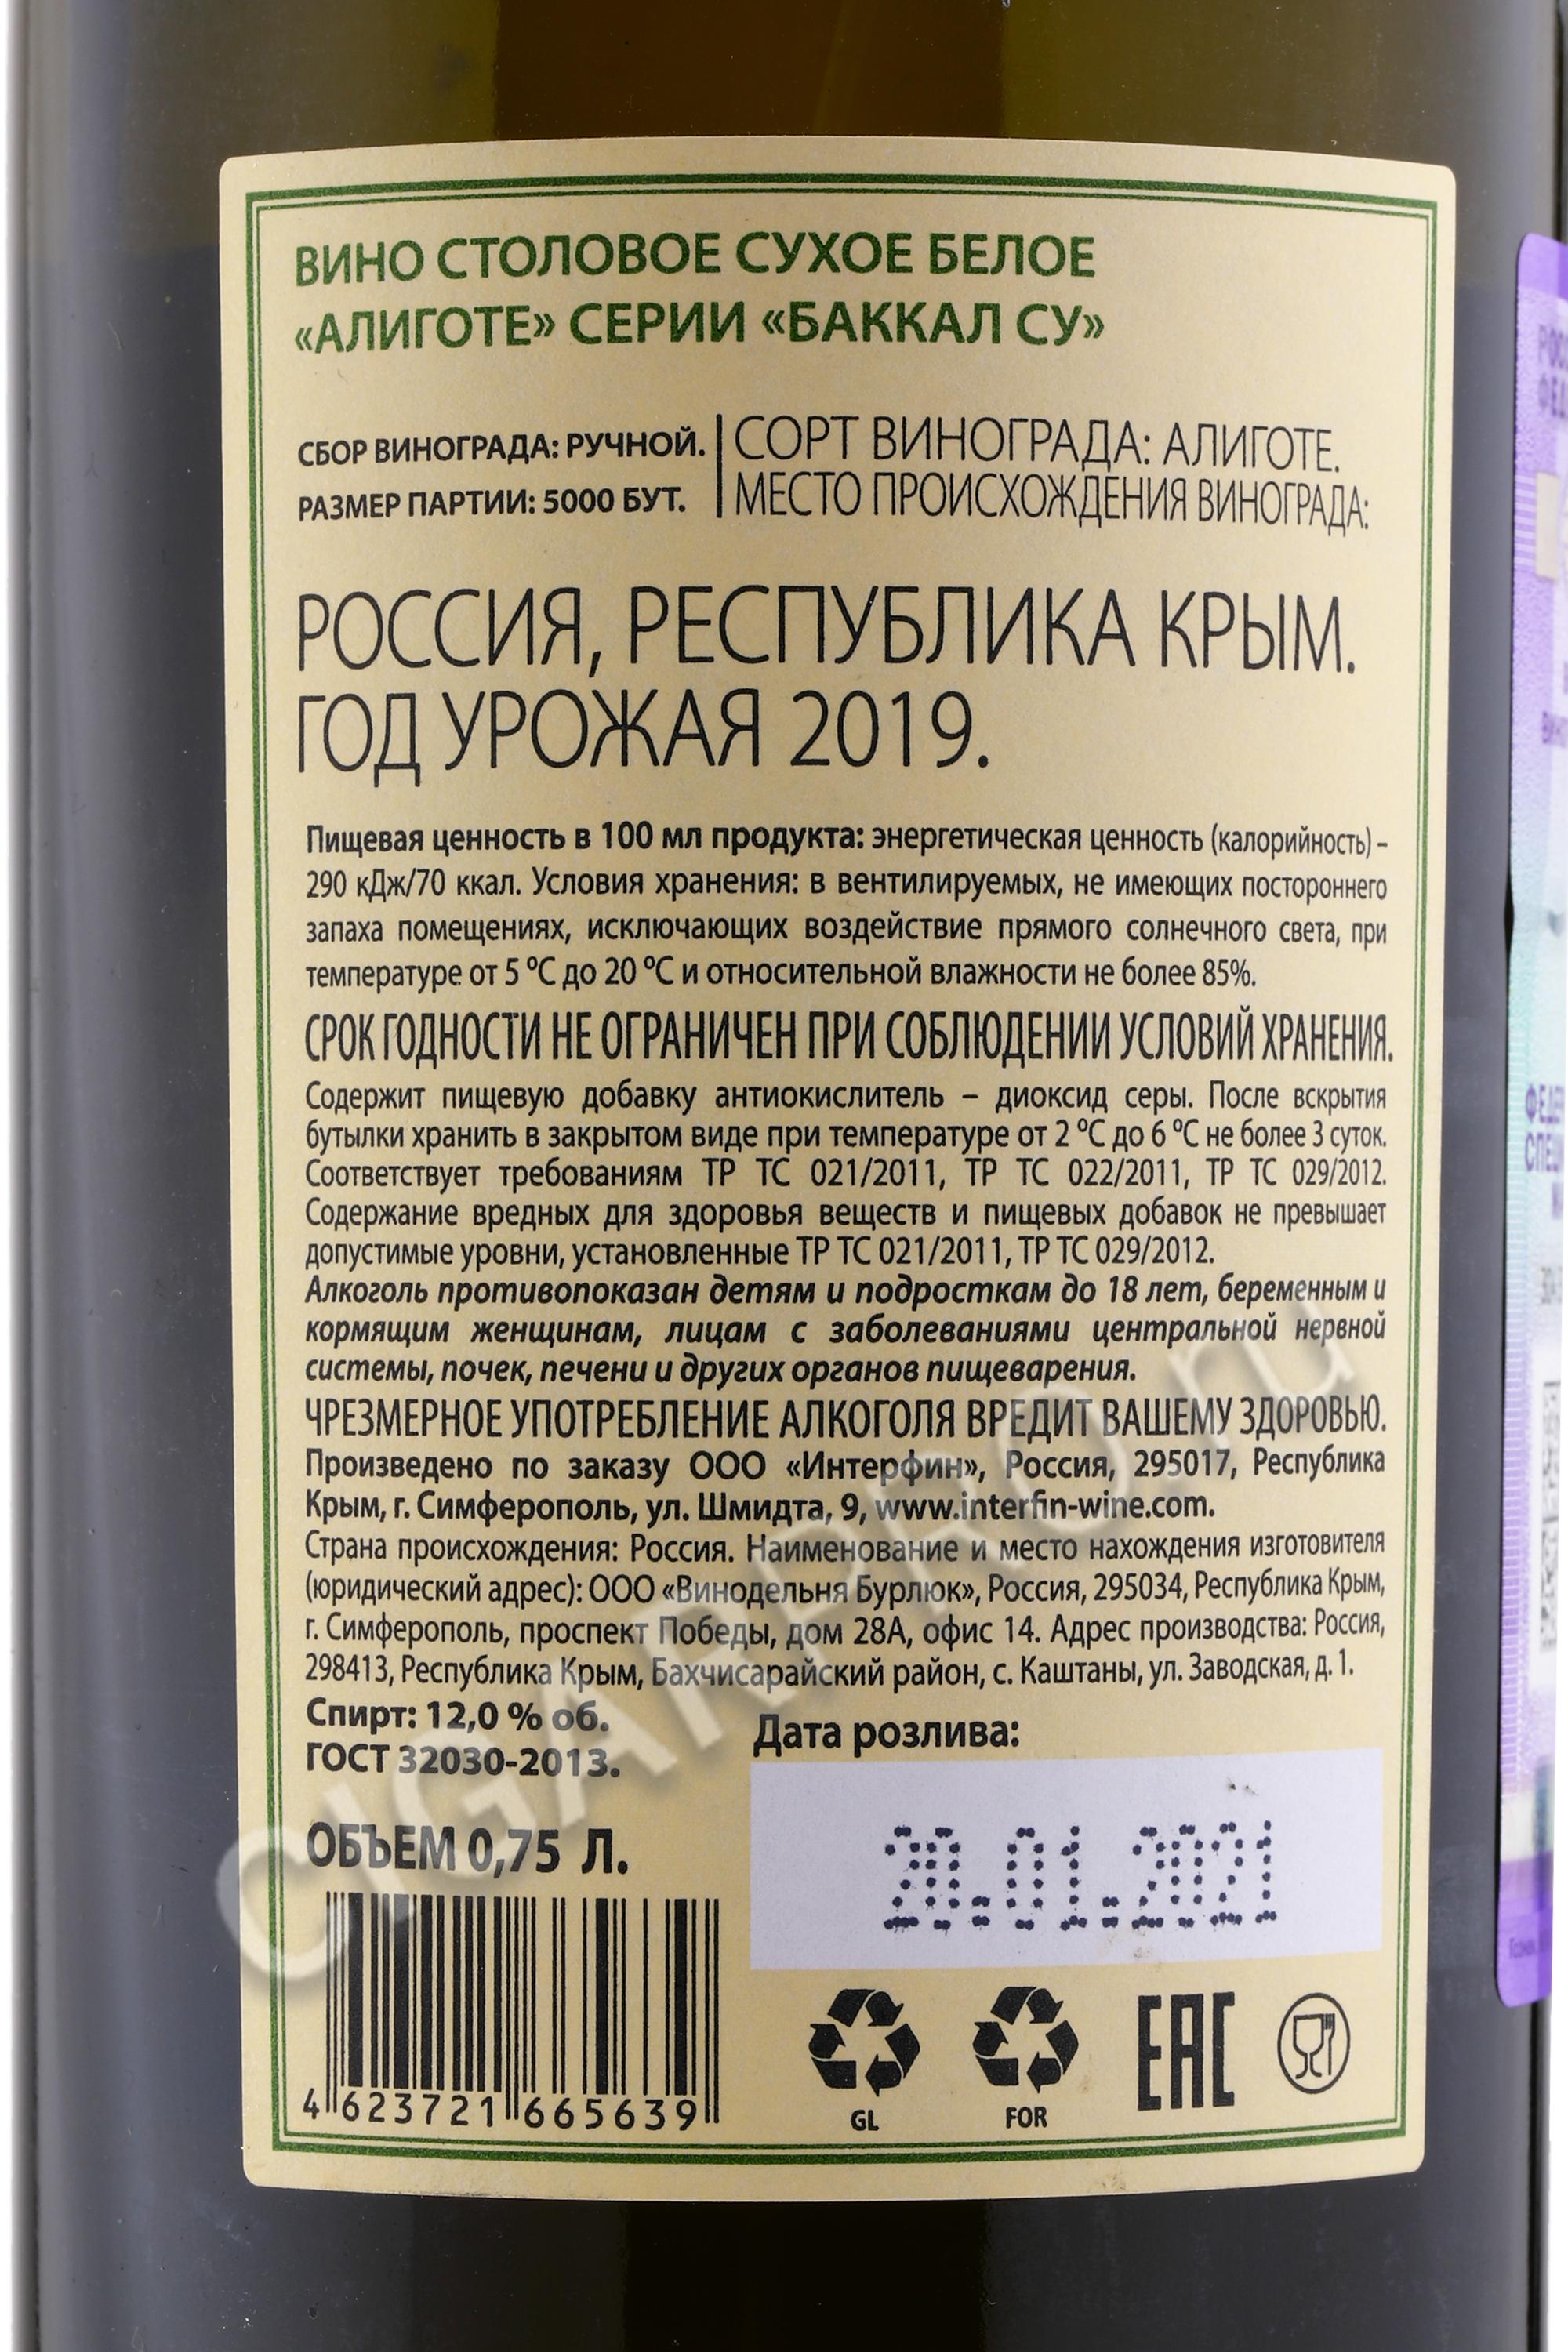 ВИНО СТОЛОВОЕ СУХОЕ БЕЛОЕ
«АЛИГОТЕ» СЕРИИ «БАККАЛ СУ»
СБОР ВИНОГРАДА: РУЧНОЙ.
РАЗМЕР ПАРТИИ: 5000 БУТ.
СОРТ ВИНОГРАДА: АЛИГОТЕ.
МЕСТО ПРОИСХОЖДЕНИЯ ВИНОГРАДА:
РОССИЯ, РЕСПУБЛИКА КРЫМ.
ГОД УРОЖАЯ 2019.
Пищевая ценность в 100 мл продукта: энергетическая ценность (калорийность) –
290 кДж/70 ккал. Условия хранения: в вентилируемых, не имеющих постороннего
запаха помещениях, исключающих воздействие прямого солнечного света, при
температуре от 5 °С до 20 °С и относительной влажности не более 85%.
СРОК ГОДНОСТИ НЕ ОГРАНИЧЕН ПРИ СОБЛЮДЕНИИ УСЛОВИЙ ХРАНЕНИЯ.
Содержит пищевую добавку антиокислитель – диоксид серы. После вскрытия
бутылки хранить в закрытом виде при температуре от 2 °С до 6 °С не более 3 суток.
Соответствует требованиям ТР ТС 021/2011, ТР ТС 022/2011, ТР ТС 029/2012.
Содержание вредных для здоровья веществ и пищевых добавок не превышает
допустимые уровни, установленные ТР ТС 021/2011, ТР ТС 029/2012.
Алкоголь противопоказан детям и подросткам до 18 лет, беременным и
кормящим женщинам, лицам с заболеваниями центральной нервной
системы, почек, печени и других органов пищеварения.
ЧРЕЗМЕРНОЕ УПОТРЕБЛЕНИЕ АЛКОГОЛЯ ВРЕДИТ ВАШЕМУ ЗДОРОВЬЮ.
Произведено по заказу ООО «Интерфин», Россия, 295017, Республика
Крым, г. Симферополь, ул. Шмидта, 9, www.interfin-wine.com.
Страна происхождения: Россия. Наименование и место нахождения изготовителя
(юридический адрес): ООО «Винодельня Бурлюк», Россия, 295034, Республика Крым,
г. Симферополь, проспект Победы, дом 28А, офис 14. Адрес производства: Россия,
298413, Республика Крым, Бахчисарайский район, с. Каштаны, ул. Заводская, д. 1.
Спирт: 12,0 % об.
ГОСТ 32030-2013.
Дата розлива:
20.01.2021
ОБЪЕМ 0,75 Л.
4 623721 665639
GL
FOR
EAC